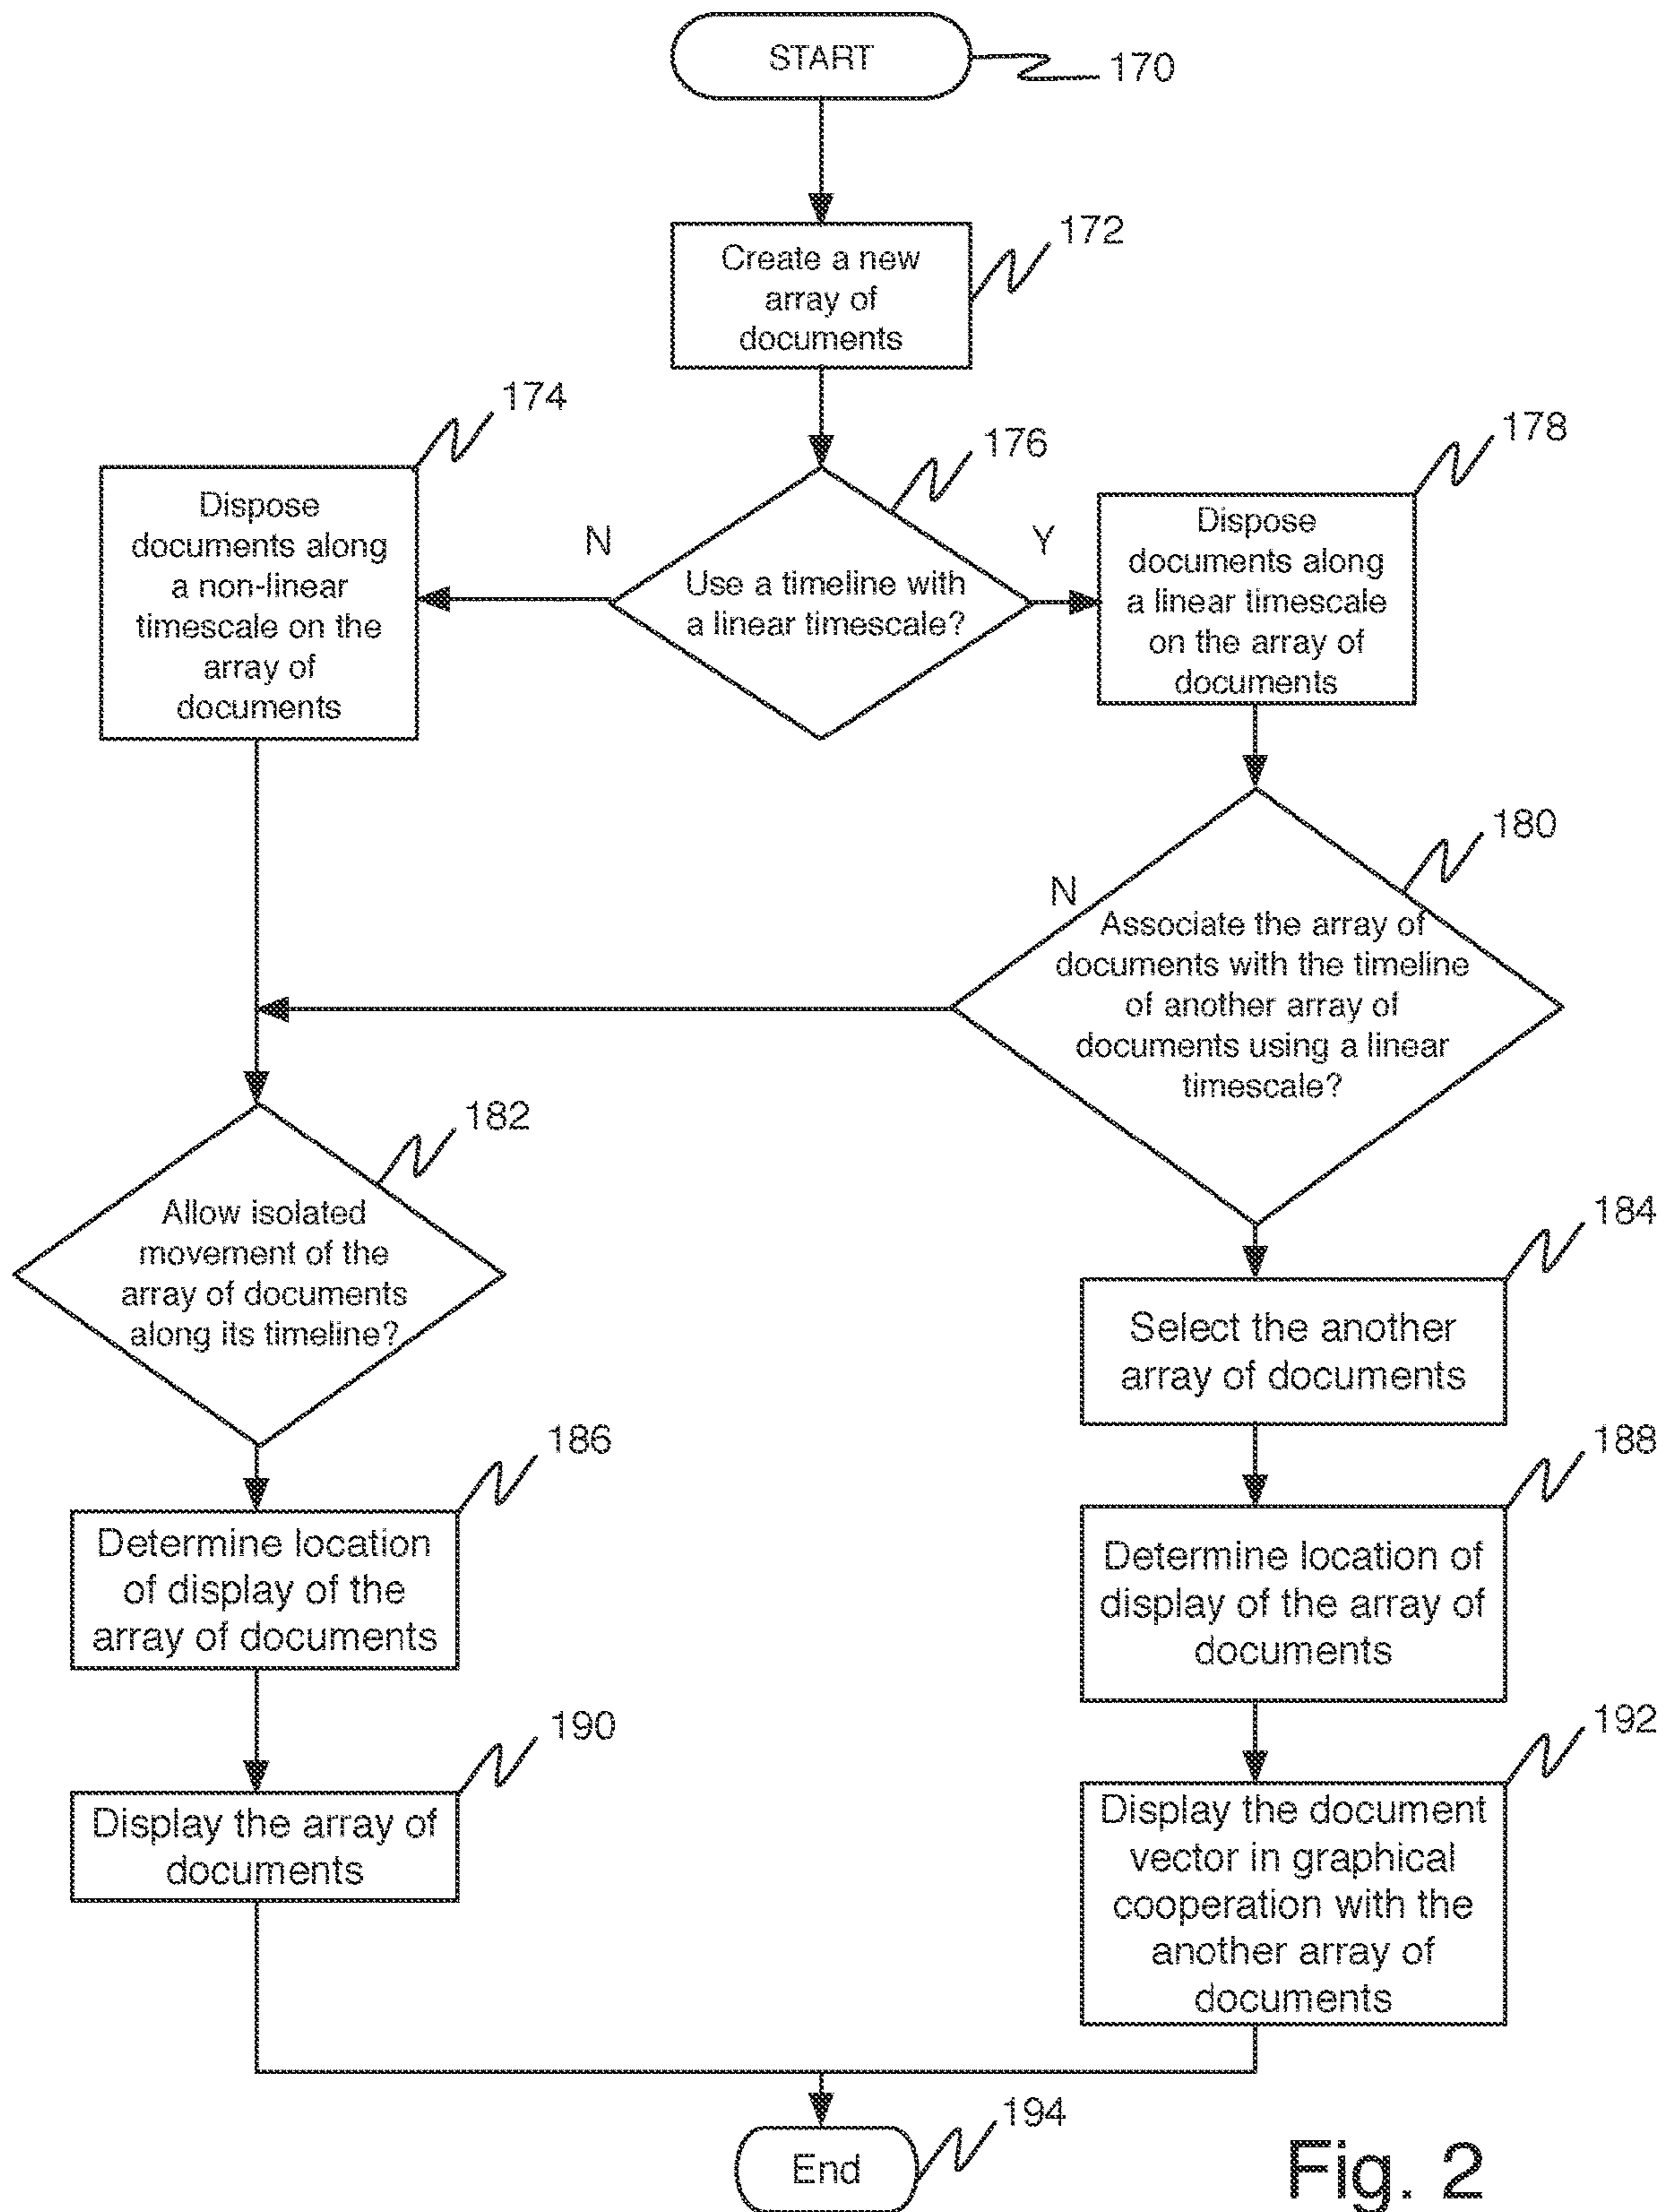 START
170
172
Create a new
array of
documents
174
176
178
Dispose
documents along
a non-linear
timescale on the
array of
documents
N
Use a timeline with
a linear timescale?
Y
Dispose
documents along
a linear timescale
on the array of
documents
180
N
Associate the array of
documents with the timeline
of another array of
documents using a linear
timescale?
182
Allow isolated
movement of the
array of documents
along its timeline?
184
Select the another
array of documents
186
Determine location
of display of the
array of documents
188
Determine location of
display of the array of
documents
190
Display the array of
documents
192
Display the document
vector in graphical
cooperation with the
another array of
documents
194
End
Fig. 2